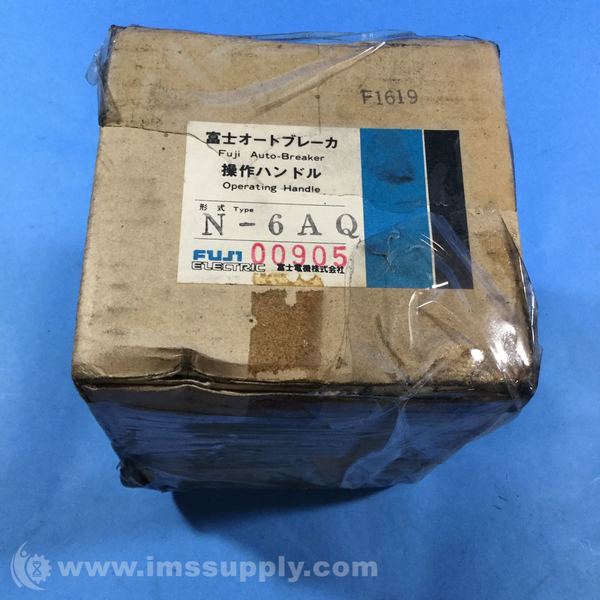 F1619
富士オートブレーカ
Fuji Auto-Breaker
操作ハンドル
Operating Handle
形式 Type
N-6AQ
FUJI ELECTRIC
00905
富士電機株式会社
www.imssupply.com